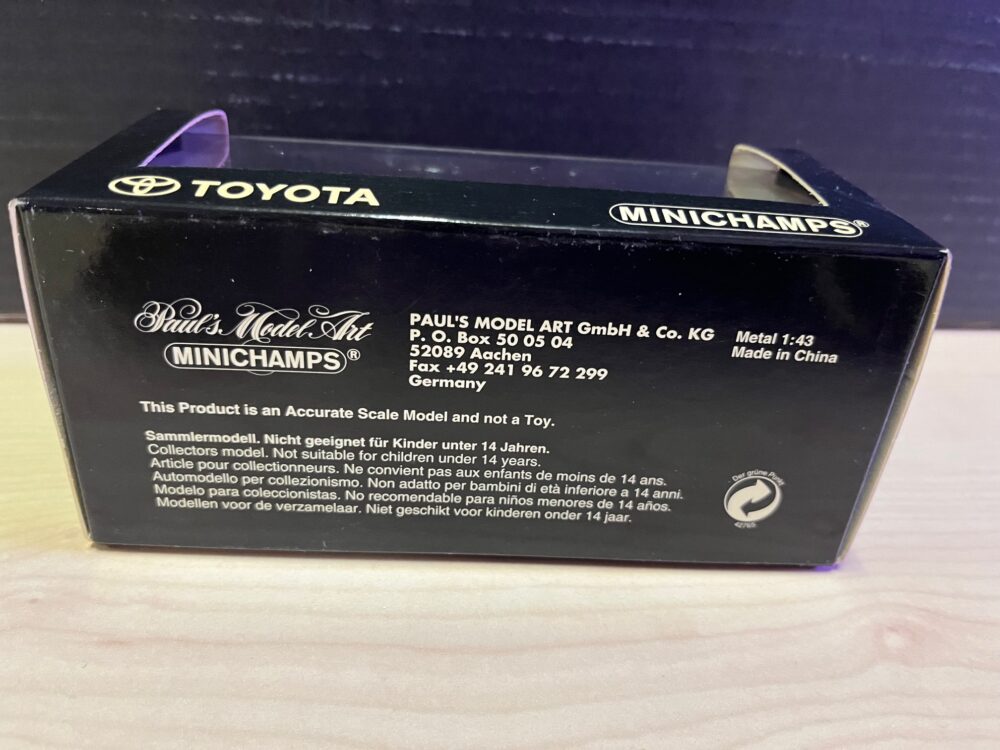 TOYOTA
MINICHAMPS®
Paul's Model Art
MINICHAMPS®
PAUL'S MODEL ART GmbH & Co. KG
P. O. Box 50 05 04
52089 Aachen
Fax +49 241 96 72 299
Germany
Metal 1:43
Made in China
This Product is an Accurate Scale Model and not a Toy.
Sammlermodell. Nicht geeignet für Kinder unter 14 Jahren.
Collectors model. Not suitable for children under 14 years.
Article pour collectionneurs. Ne convient pas aux enfants de moins de 14 ans.
Automodello per collezionismo. Non adatto per bambini di età inferiore a 14 anni.
Modelo para coleccionistas. No recomendable para niños menores de 14 años.
Modellen voor de verzamelaar. Niet geschikt voor kinderen onder 14 jaar.
Der grüne Punkt